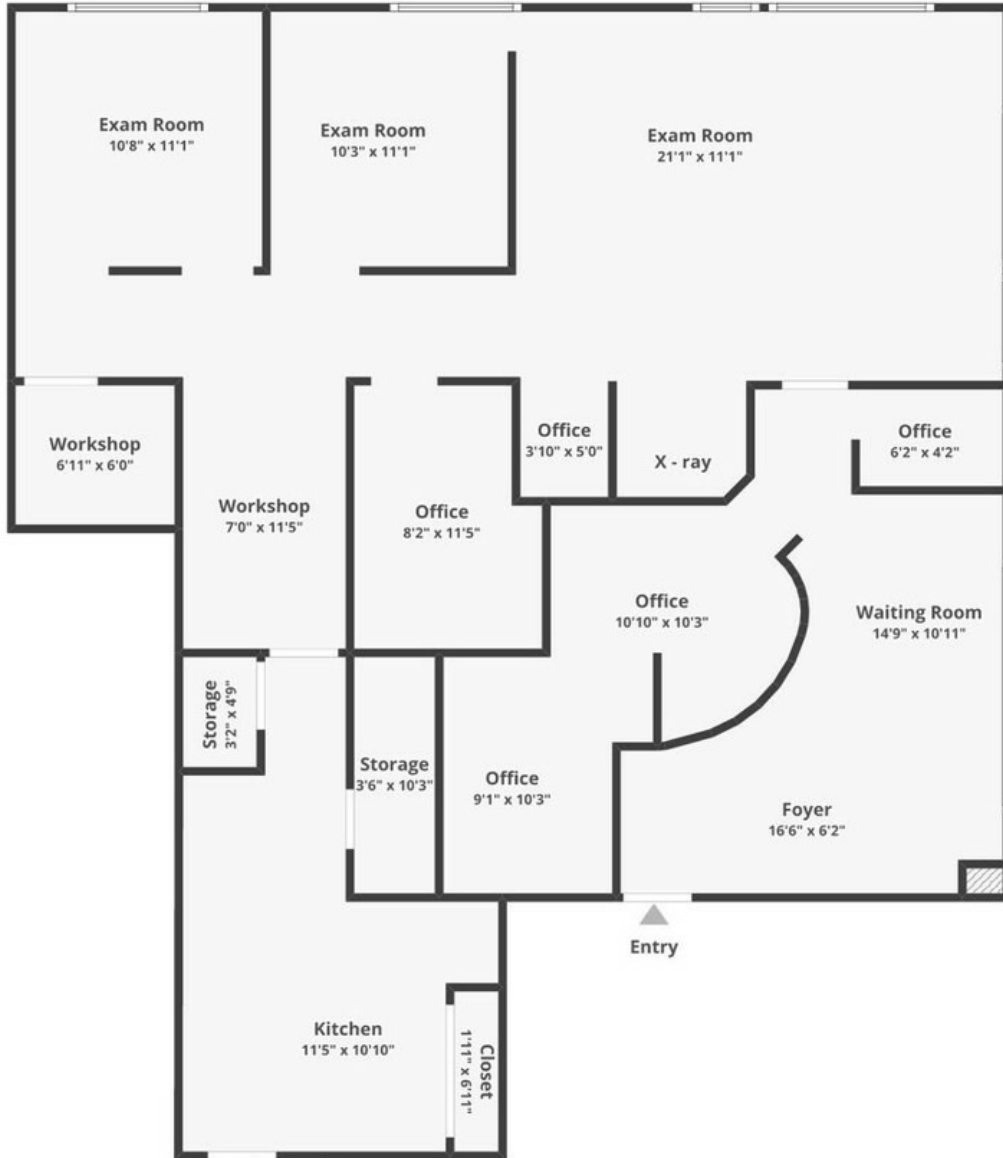 Exam Room
10'8" x 11'1"
Exam Room
10'3" x 11'1"
Exam Room
21'1" x 11'1"
Workshop
6'11" x 6'0"
Workshop
7'0" x 11'5"
Office
8'2" x 11'5"
Office
3'10" x 5'0"
X - ray
Office
6'2" x 4'2"
Office
10'10" x 10'3"
Waiting Room
14'9" x 10'11"
Storage
3'2" x 4'9"
Storage
3'6" x 10'3"
Office
9'1" x 10'3"
Foyer
16'6" x 6'2"
Entry
Kitchen
11'5" x 10'10"
Closet
1'11" x 6'11"